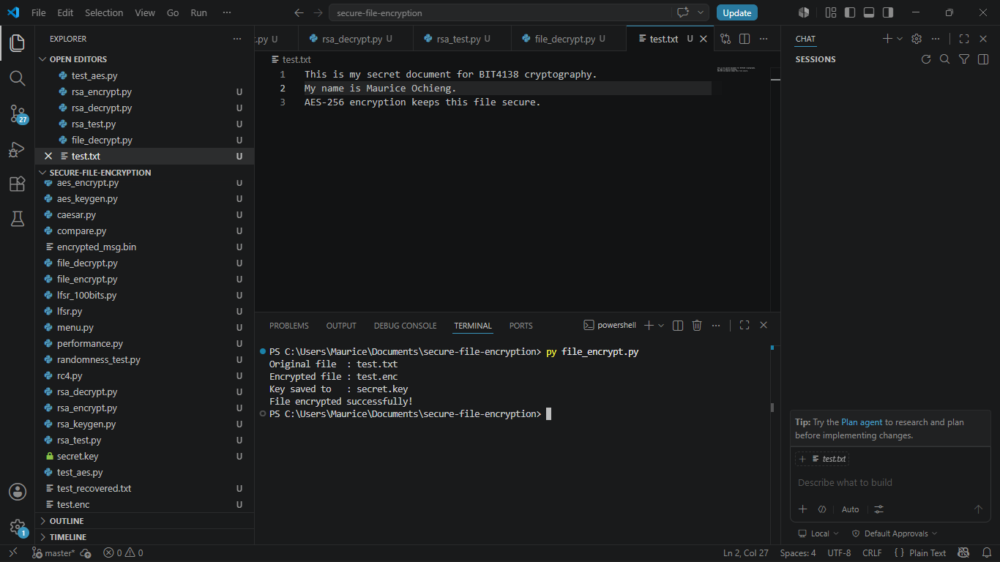 File Edit Selection View Go Run ··· secure-file-encryption Update
EXPLORER ···
OPEN EDITORS
test_aes.py
rsa_encrypt.py U
rsa_decrypt.py U
rsa_test.py U
file_decrypt.py U
test.txt U
SECURE-FILE-ENCRYPTION
aes_encrypt.py U
aes_keygen.py U
caesar.py U
compare.py U
encrypted_msg.bin U
file_decrypt.py U
file_encrypt.py U
lfsr_100bits.py U
lfsr.py U
menu.py U
performance.py U
randomness_test.py U
rc4.py U
rsa_decrypt.py U
rsa_encrypt.py U
rsa_keygen.py U
rsa_test.py U
secret.key U
test_aes.py
test_recovered.txt U
test.enc U
OUTLINE
TIMELINE
27
1
.py U rsa_decrypt.py U rsa_test.py U file_decrypt.py U test.txt U
test.txt
1 This is my secret document for BIT4138 cryptography.
2 My name is Maurice Ochieng.
3 AES-256 encryption keeps this file secure.
PROBLEMS OUTPUT DEBUG CONSOLE TERMINAL PORTS powershell
PS C:\Users\Maurice\Documents\secure-file-encryption> py file_encrypt.py
Original file : test.txt
Encrypted file : test.enc
Key saved to : secret.key
File encrypted successfully!
PS C:\Users\Maurice\Documents\secure-file-encryption>
CHAT
SESSIONS
Tip: Try the Plan agent to research and plan
before implementing changes.
test.txt
Describe what to build
Auto
Local Default Approvals
master* 0 0 Ln 2, Col 27 Spaces: 4 UTF-8 CRLF {} Plain Text